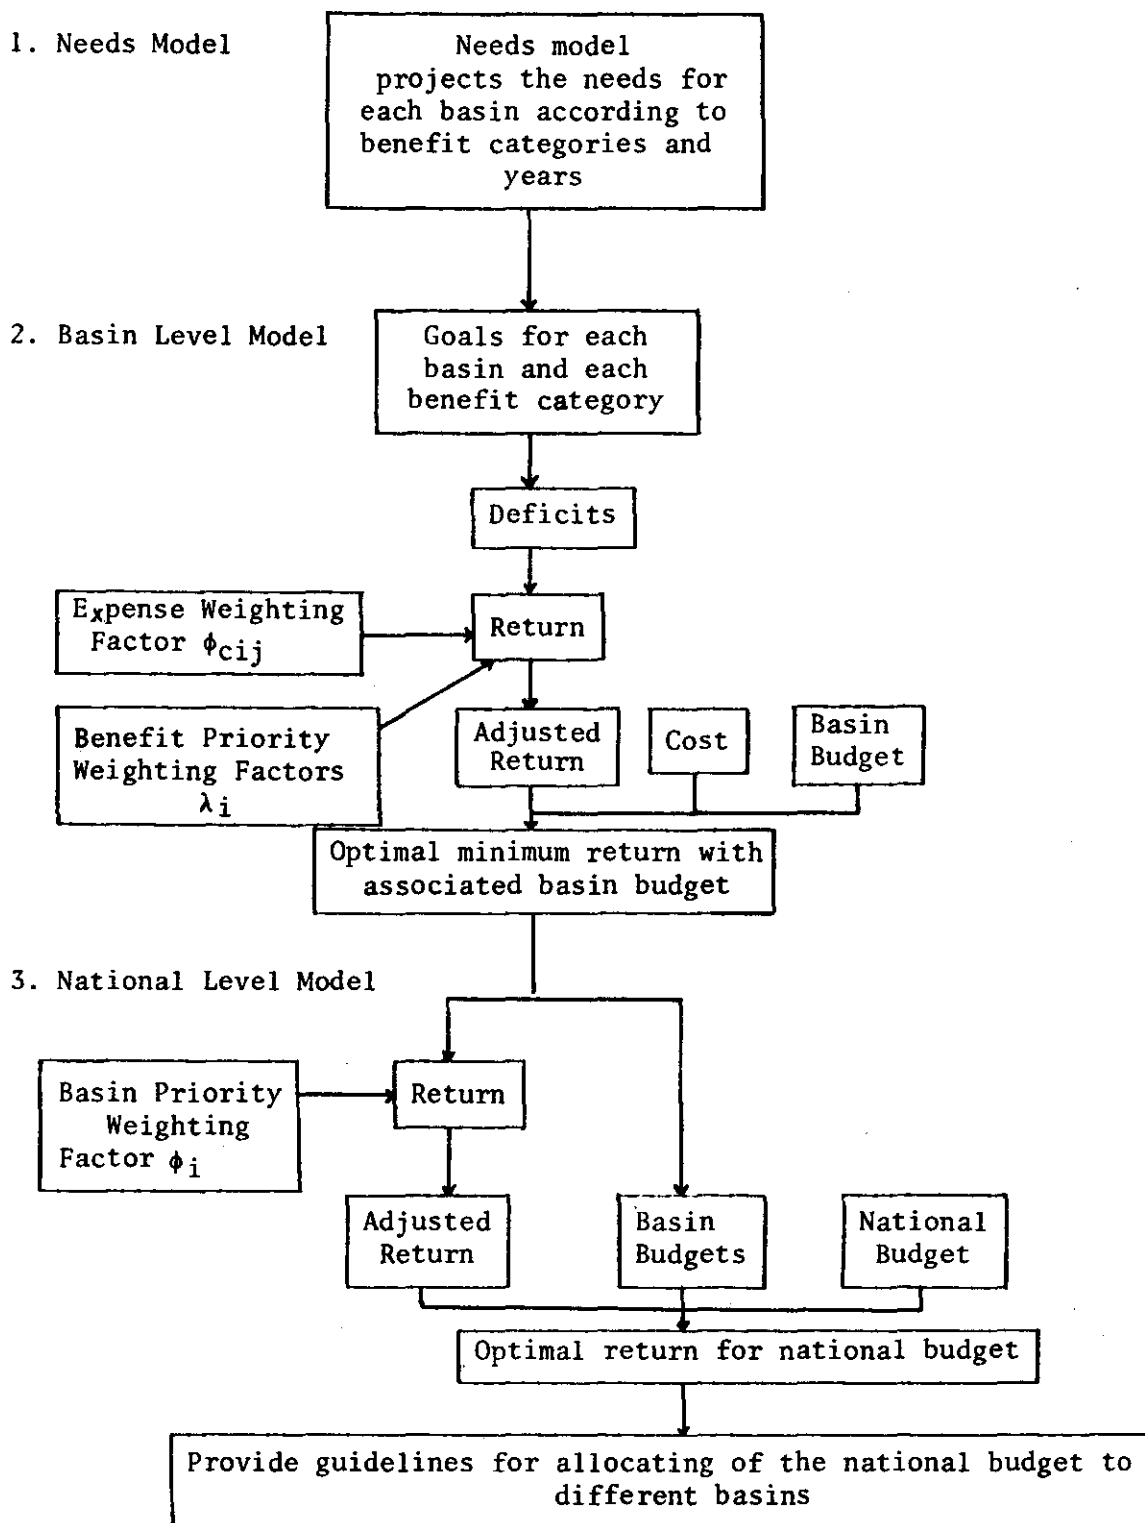 1. Needs Model
Needs model
projects the needs for
each basin according to
benefit categories and
years
2. Basin Level Model
Goals for each
basin and each
benefit category
Deficits
Expense Weighting
Factor ϕcij
Return
Benefit Priority
Weighting Factors
λi
Adjusted
Return
Cost
Basin
Budget
Optimal minimum return with
associated basin budget
3. National Level Model
Basin Priority
Weighting
Factor ϕi
Return
Adjusted
Return
Basin
Budgets
National
Budget
Optimal return for national budget
Provide guidelines for allocating of the national budget to
different basins